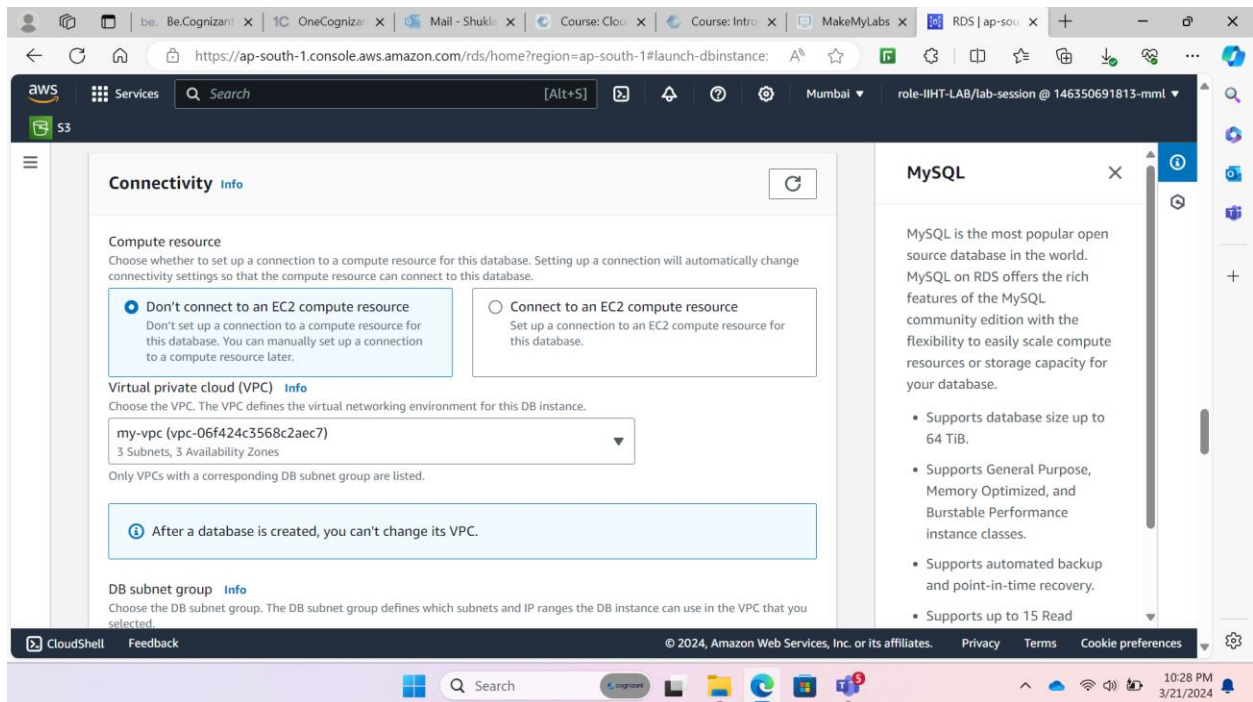 be. Be.Cognizant
1C OneCognizan
Mail - Shukla
Course: Clou
Course: Intro
MakeMyLabs
RDS | ap-sou
https://ap-south-1.console.aws.amazon.com/rds/home?region=ap-south-1#launch-dbinstance:
aws
Services
Search
[Alt+S]
Mumbai
role-IIHT-LAB/lab-session @ 146350691813-mml
S3
Connectivity Info
Compute resource
Choose whether to set up a connection to a compute resource for this database. Setting up a connection will automatically change
connectivity settings so that the compute resource can connect to this database.
Don't connect to an EC2 compute resource
Don't set up a connection to a compute resource for
this database. You can manually set up a connection
to a compute resource later.
Connect to an EC2 compute resource
Set up a connection to an EC2 compute resource for
this database.
Virtual private cloud (VPC) Info
Choose the VPC. The VPC defines the virtual networking environment for this DB instance.
my-vpc (vpc-06f424c3568c2aec7)
3 Subnets, 3 Availability Zones
Only VPCs with a corresponding DB subnet group are listed.
After a database is created, you can't change its VPC.
DB subnet group Info
Choose the DB subnet group. The DB subnet group defines which subnets and IP ranges the DB instance can use in the VPC that you
selected.
MySQL
MySQL is the most popular open
source database in the world.
MySQL on RDS offers the rich
features of the MySQL
community edition with the
flexibility to easily scale compute
resources or storage capacity for
your database.
• Supports database size up to
64 TiB.
• Supports General Purpose,
Memory Optimized, and
Burstable Performance
instance classes.
• Supports automated backup
and point-in-time recovery.
• Supports up to 15 Read
CloudShell
Feedback
© 2024, Amazon Web Services, Inc. or its affiliates.
Privacy
Terms
Cookie preferences
Search
cognizant
5
10:28 PM
3/21/2024